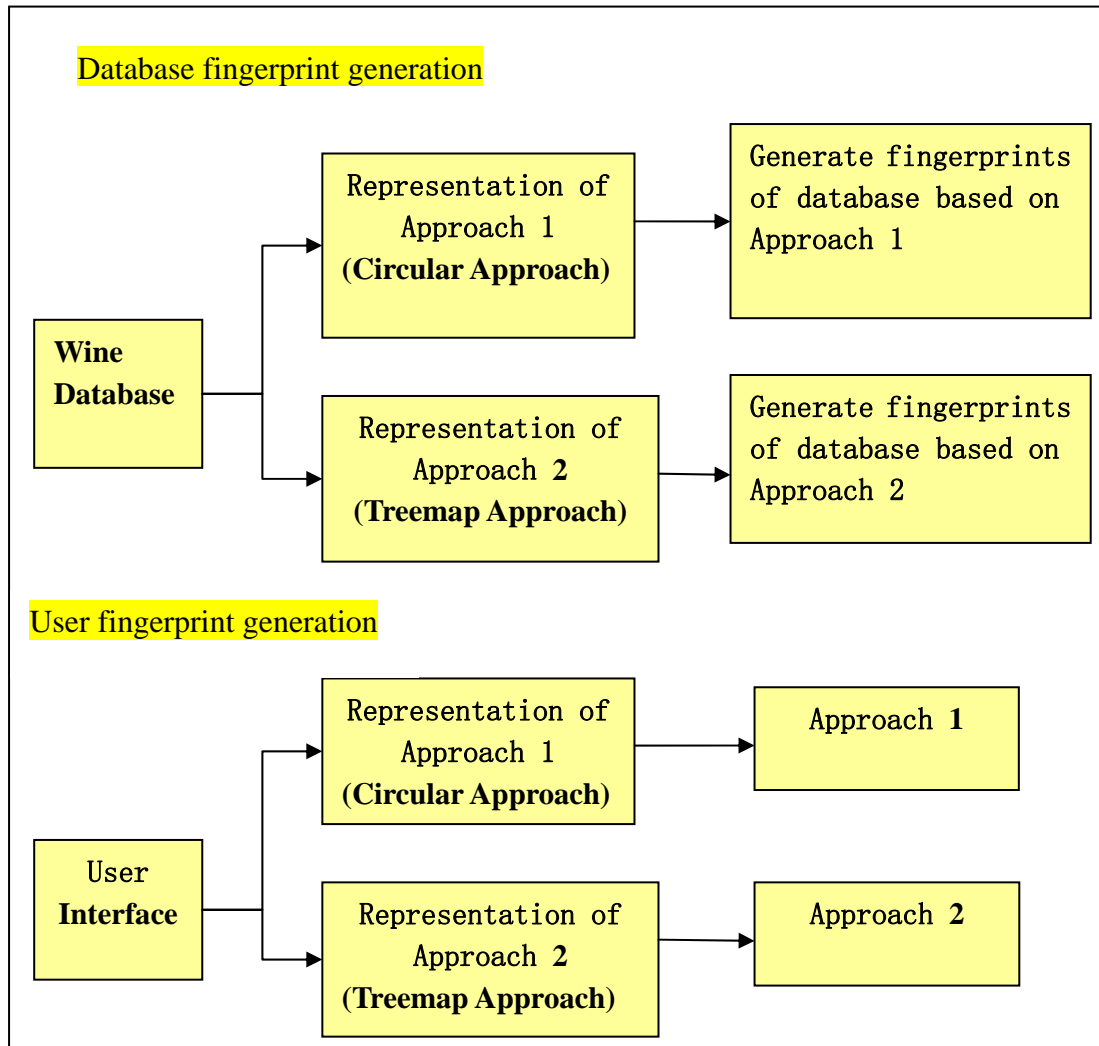 Database fingerprint generation
Representation of
Approach 1
(Circular Approach)
Generate fingerprints
of database based on
Approach 1
Wine
Database
Representation of
Approach 2
(Treemap Approach)
Generate fingerprints
of database based on
Approach 2
User fingerprint generation
Representation of
Approach 1
(Circular Approach)
Approach 1
User
Interface
Representation of
Approach 2
(Treemap Approach)
Approach 2